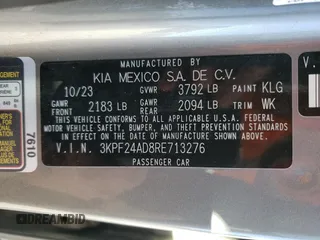 MANUFACTURED BY
KIA MEXICO S.A. DE C.V.
10/23 GVWR 3792 LB PAINT KLG
GAWR 2183 LB GAWR 2094 LB TRIM WK
THIS VEHICLE CONFORMS TO ALL APPLICABLE U.S. FEDERAL
MOTOR VEHICLE SAFETY, BUMPER, AND THEFT PREVENTION
STANDARDS IN EFFECT ON THE DATE OF MANUFACTURE SHOWN ABOVE.
V.I.N. 3KPF24AD8RE713276
PASSENGER CAR
7610
V.
© DREAMBID